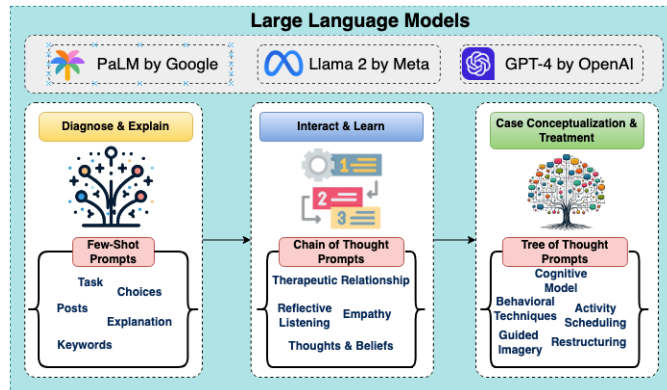 Large Language Models
PaLM by Google
Llama 2 by Meta
GPT-4 by OpenAI
Diagnose & Explain
Few-Shot
Prompts
Task
Choices
Posts
Explanation
Keywords
Interact & Learn
1
2
3
Chain of Thought
Prompts
Therapeutic Relationship
Reflective
Listening
Empathy
Thoughts & Beliefs
Case Conceptualization &
Treatment
Tree of Thought
Prompts
Cognitive
Model
Behavioral
Techniques
Activity
Scheduling
Guided
Imagery
Restructuring